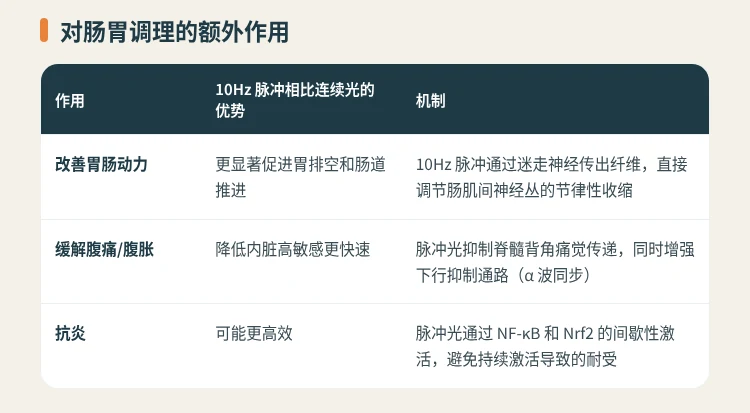 对肠胃调理的额外作用
作用
10Hz 脉冲相比连续光的
优势
机制
改善胃肠动力
更显著促进胃排空和肠道
推进
10Hz 脉冲通过迷走神经传出纤维，直接
调节肠肌间神经丛的节律性收缩
缓解腹痛/腹胀
降低内脏高敏感更快速
脉冲光抑制脊髓背角痛觉传递，同时增强
下行抑制通路（α 波同步）
抗炎
可能更高效
脉冲光通过 NF-κB 和 Nrf2 的间歇性激
活，避免持续激活导致的耐受